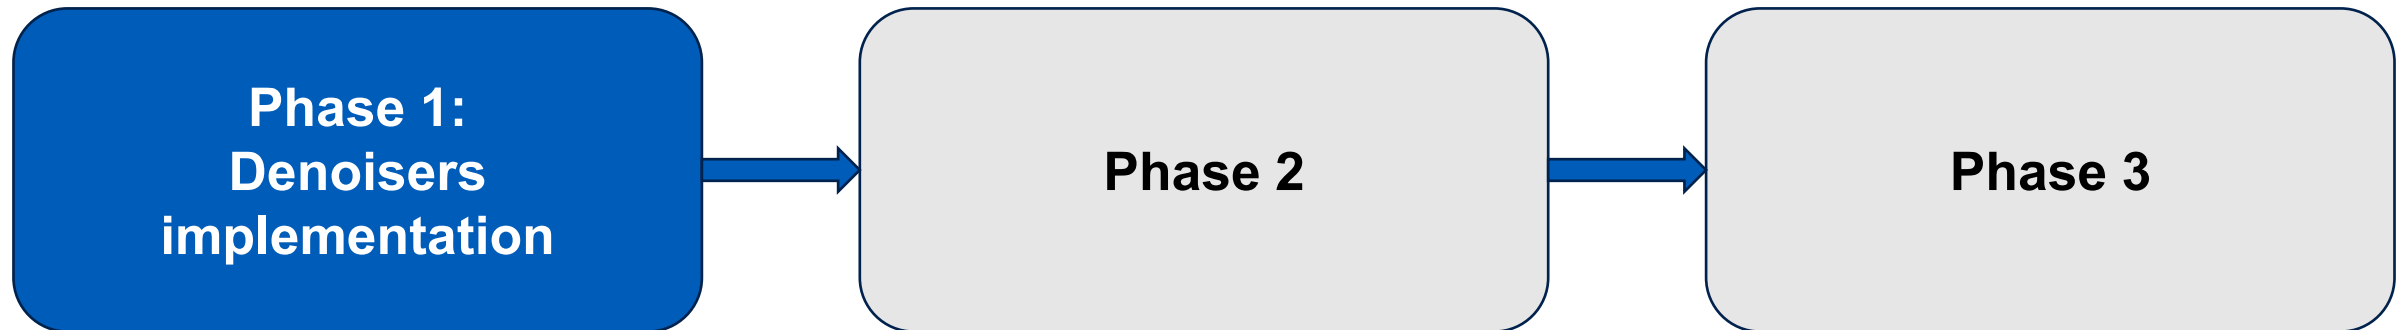 Phase 1:
Denoisers
implementation
Phase 2
Phase 3